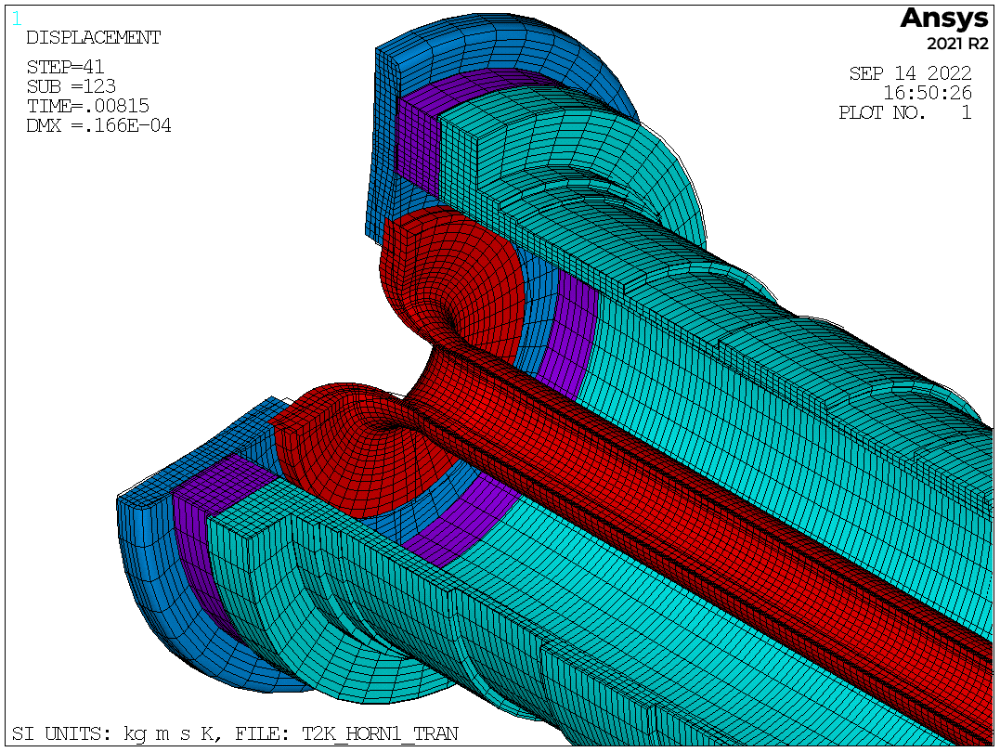 1
DISPLACEMENT
STEP=41
SUB =123
TIME=.00815
DMX =.166E-04
Ansys
2021 R2
SEP 14 2022
16:50:26
PLOT NO.   1
SI UNITS: kg m s K, FILE: T2K_HORN1_TRAN